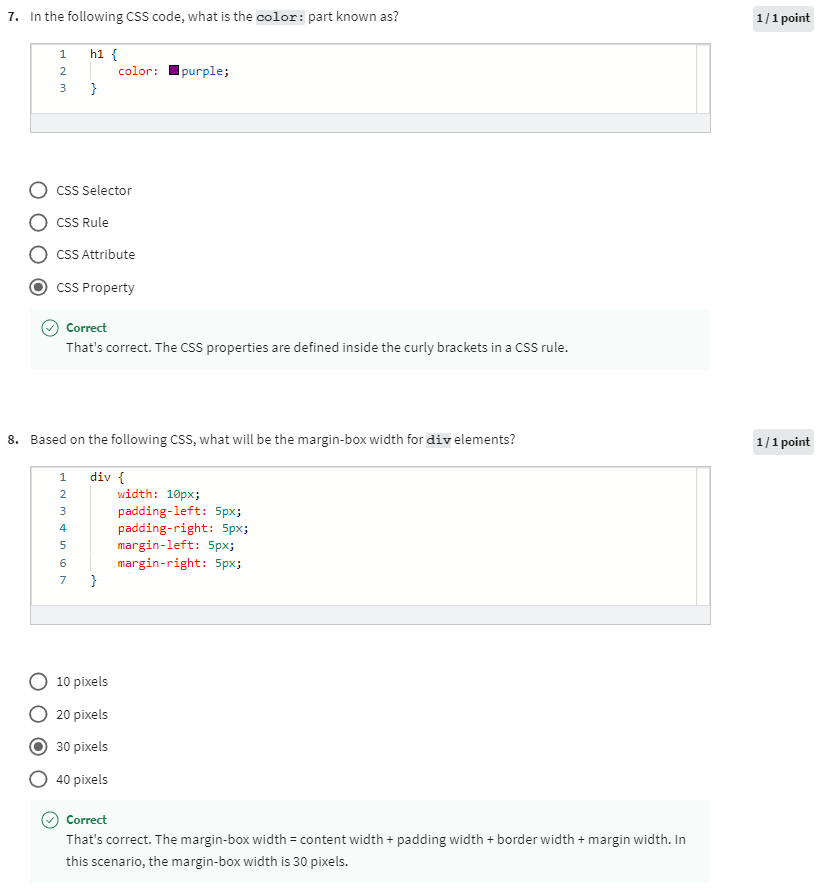 7. In the following CSS code, what is the color: part known as?
1 / 1 point
1 h1 {
2 color: purple;
3 }
CSS Selector
CSS Rule
CSS Attribute
CSS Property
Correct
That's correct. The CSS properties are defined inside the curly brackets in a CSS rule.
8. Based on the following CSS, what will be the margin-box width for div elements?
1 / 1 point
1 div {
2 width: 10px;
3 padding-left: 5px;
4 padding-right: 5px;
5 margin-left: 5px;
6 margin-right: 5px;
7 }
10 pixels
20 pixels
30 pixels
40 pixels
Correct
That's correct. The margin-box width = content width + padding width + border width + margin width. In
this scenario, the margin-box width is 30 pixels.